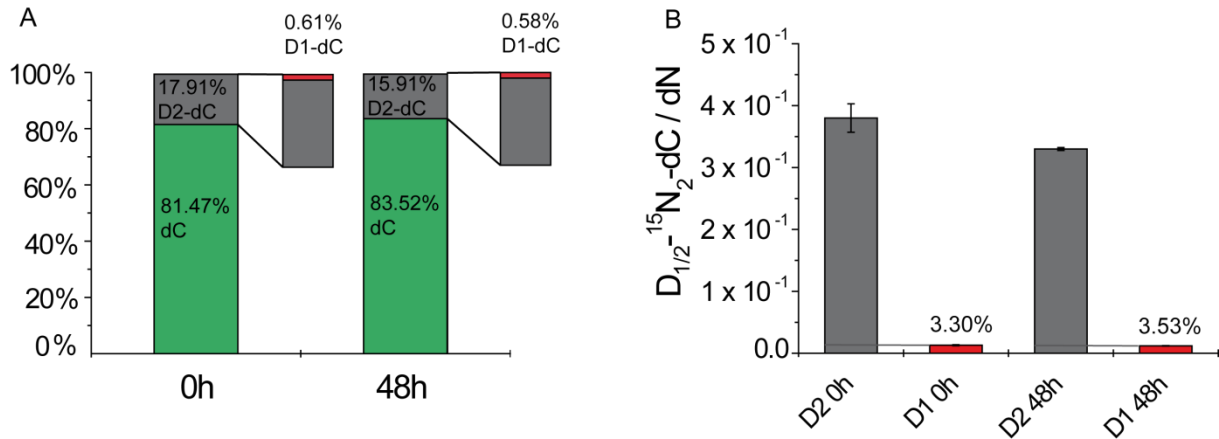 A
0.61%
D1-dC
0.58%
D1-dC
100%
80%
60%
40%
20%
0%
17.91%
D2-dC
15.91%
D2-dC
81.47%
dC
83.52%
dC
0h
48h
B
D1/2-15N2-dC / dN
5 x 10-1
4 x 10-1
3 x 10-1
2 x 10-1
1 x 10-1
0.0
3.30%
3.53%
D2 0h
D1 0h
D2 48h
D1 48h